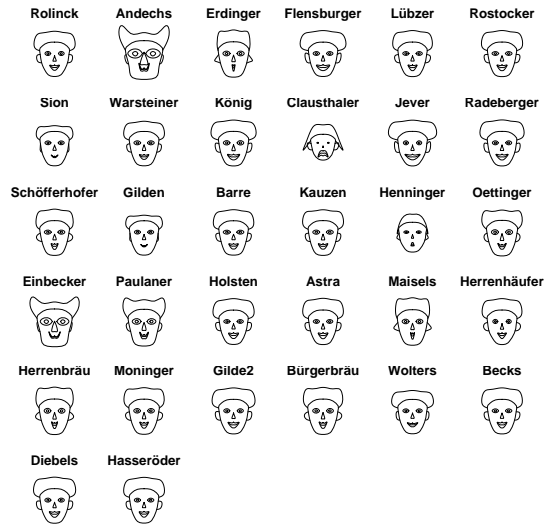 Rolinck Andechs Erdinger Flensburger Lübzer Rostocker
Sion Warsteiner König Clausthaler Jever Radeberger
Schöfferhofer Gilden Barre Kauzen Henninger Oettinger
Einbecker Paulaner Holsten Astra Maisels Herrenhäufer
Herrenbräu Moninger Gilde2 Bürgerbräu Wolters Becks
Diebels Hasseröder